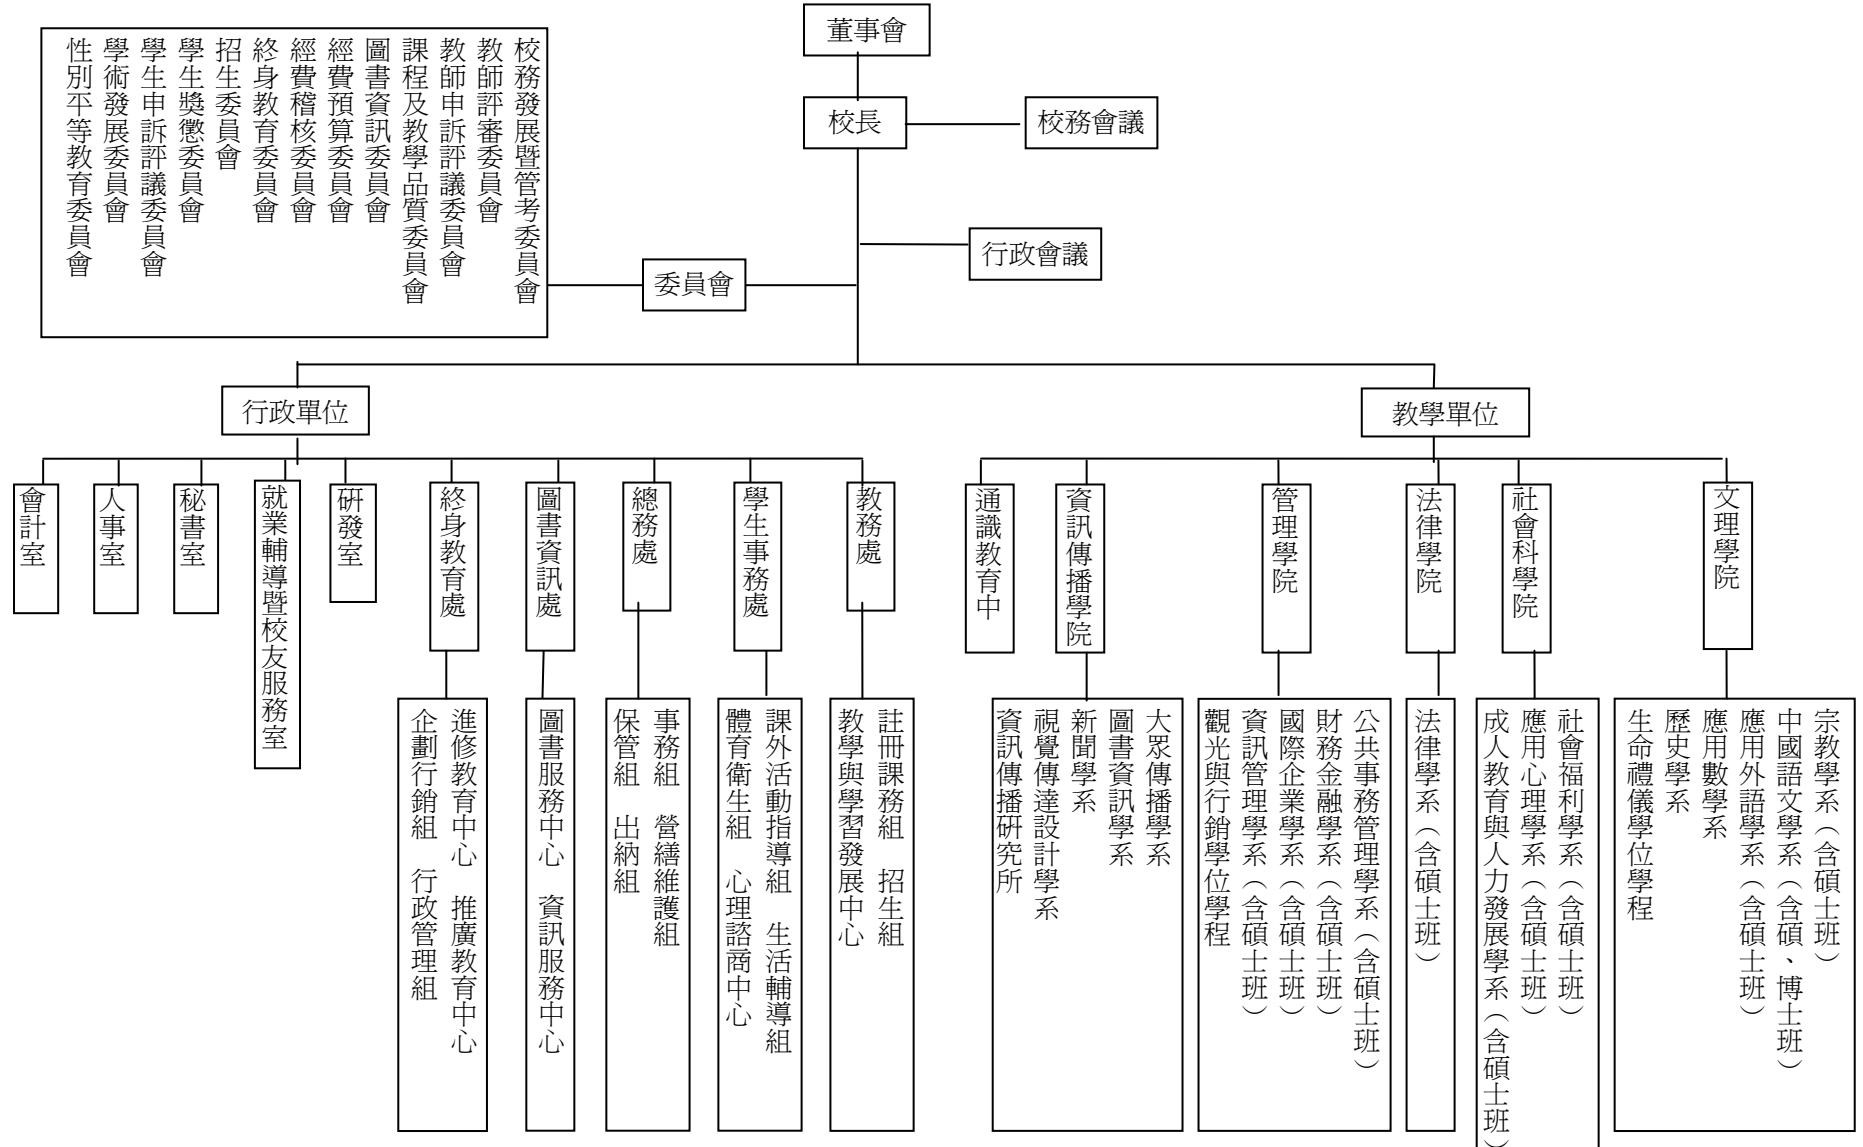 董事會
校長
校務會議
行政會議
委員會
校務發展暨管考委員會
教師評審委員會
教師申訴評議委員會
課程及教學品質委員會
圖書資訊委員會
經費預算委員會
經費稽核委員會
終身教育委員會
招生委員會
學生獎懲委員會
學生申訴評議委員會
學術發展委員會
性別平等教育委員會
行政單位
教學單位
會計室
人事室
秘書室
就業輔導暨校友服務室
研發室
終身教育處
圖書資訊處
總務處
學生事務處
教務處
通識教育中
資訊傳播學院
管理學院
法律學院
社會科學院
文理學院
進修教育中心　推廣教育中心
企劃行銷組　行政管理組
圖書服務中心　資訊服務中心
事務組　營繕維護組
保管組　出納組
課外活動指導組　生活輔導組
體育衛生組　心理諮商中心
註冊課務組　招生組
教學與學習發展中心
大眾傳播學系
圖書資訊學系
新聞學系
視覺傳達設計學系
資訊傳播研究所
公共事務管理學系（含碩士班）
財務金融學系（含碩士班）
國際企業學系（含碩士班）
資訊管理學系（含碩士班）
觀光與行銷學位學程
法律學系（含碩士班）
社會福利學系（含碩士班）
應用心理學系（含碩士班）
成人教育與人力發展學系（含碩士班）
宗教學系（含碩士班）
中國語文學系（含碩、博士班）
應用外語學系（含碩士班）
應用數學系
歷史學系
生命禮儀學位學程